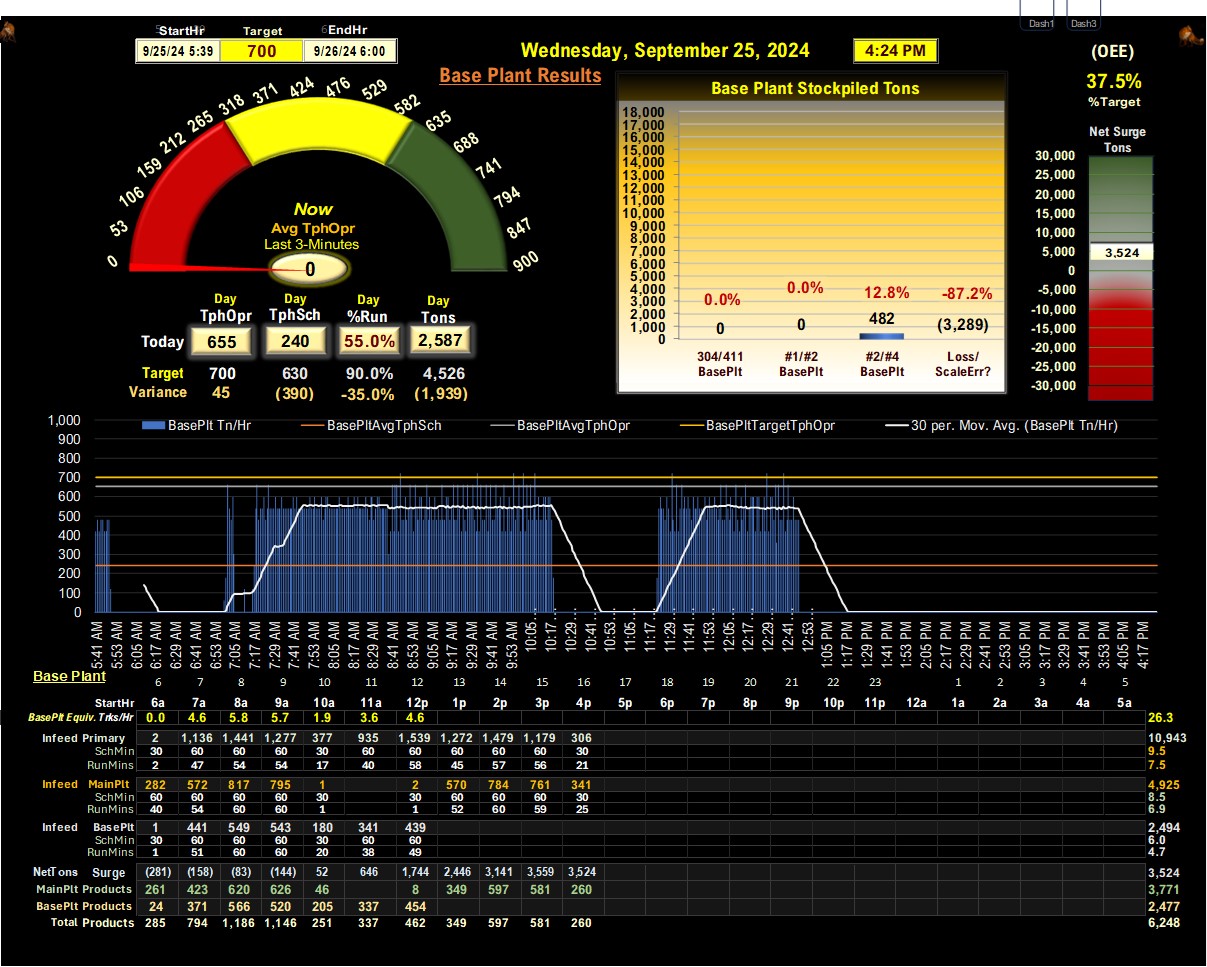 Dash1 Dash3
StartHr Target EndHr
9/25/24 5:39 700 9/26/24 6:00
Wednesday, September 25, 2024 4:24 PM
Base Plant Results
(OEE)
37.5%
%Target
Net Surge
Tons
30,000
25,000
20,000
15,000
10,000
5,000
0
-5,000
-10,000
-15,000
-20,000
-25,000
-30,000
3,524
0 53 106 159 212 265 318 371 424 476 529 582 635 688 741 794 847 900
Now
Avg TphOpr
Last 3-Minutes
0
Day Day Day Day
TphOpr TphSch %Run Tons
Today 655 240 55.0% 2,587
Target 700 630 90.0% 4,526
Variance 45 (390) -35.0% (1,939)
Base Plant Stockpiled Tons
18,000
17,000
16,000
15,000
14,000
13,000
12,000
11,000
10,000
9,000
8,000
7,000
6,000
5,000
4,000
3,000
2,000
1,000
0
0.0% 0.0% 12.8% -87.2%
0 0 482 (3,289)
304/411 #1/#2 #2/#4 Loss/
BasePlt BasePlt BasePlt ScaleErr?
BasePlt Tn/Hr BasePltAvgTphSch BasePltAvgTphOpr BasePltTargetTphOpr 30 per. Mov. Avg. (BasePlt Tn/Hr)
1,000
900
800
700
600
500
400
300
200
100
0
5:41 AM 5:53 AM 6:05 AM 6:17 AM 6:29 AM 6:41 AM 6:53 AM 7:05 AM 7:17 AM 7:29 AM 7:41 AM 7:53 AM 8:05 AM 8:17 AM 8:29 AM 8:41 AM 8:53 AM 9:05 AM 9:17 AM 9:29 AM 9:41 AM 9:53 AM 10:05... 10:17... 10:29... 10:41... 10:53... 11:05... 11:17... 11:29... 11:41... 11:53... 12:05... 12:17... 12:29... 12:41... 12:53... 1:05 PM 1:17 PM 1:29 PM 1:41 PM 1:53 PM 2:05 PM 2:17 PM 2:29 PM 2:41 PM 2:53 PM 3:05 PM 3:17 PM 3:29 PM 3:41 PM 3:53 PM 4:05 PM 4:17 PM
Base Plant
6 7 8 9 10 11 12 13 14 15 16 17 18 19 20 21 22 23 1 2 3 4 5
StartHr 6a 7a 8a 9a 10a 11a 12p 1p 2p 3p 4p 5p 6p 7p 8p 9p 10p 11p 12a 1a 2a 3a 4a 5a
BasePlt Equiv. Trks/Hr 0.0 4.6 5.8 5.7 1.9 3.6 4.6 26.3
Infeed Primary 2 1,136 1,441 1,277 377 935 1,539 1,272 1,479 1,179 306 10,943
SchMin 30 60 60 60 30 60 60 60 60 60 30 9.5
RunMins 2 47 54 54 17 40 58 45 57 56 21 7.5
Infeed MainPlt 282 572 817 795 1 2 570 784 761 341 4,925
SchMin 60 60 60 60 30 30 60 60 60 30 8.5
RunMins 40 54 60 60 1 1 52 60 59 25 6.9
Infeed BasePlt 1 441 549 543 180 341 439 2,494
SchMin 30 60 60 60 30 60 60 6.0
RunMins 1 51 60 60 20 38 49 4.7
NetTons Surge (281) (158) (83) (144) 52 646 1,744 2,446 3,141 3,559 3,524 3,524
MainPlt Products 261 423 620 626 46 8 349 597 581 260 3,771
BasePlt Products 24 371 566 520 205 337 454 2,477
Total Products 285 794 1,186 1,146 251 337 462 349 597 581 260 6,248